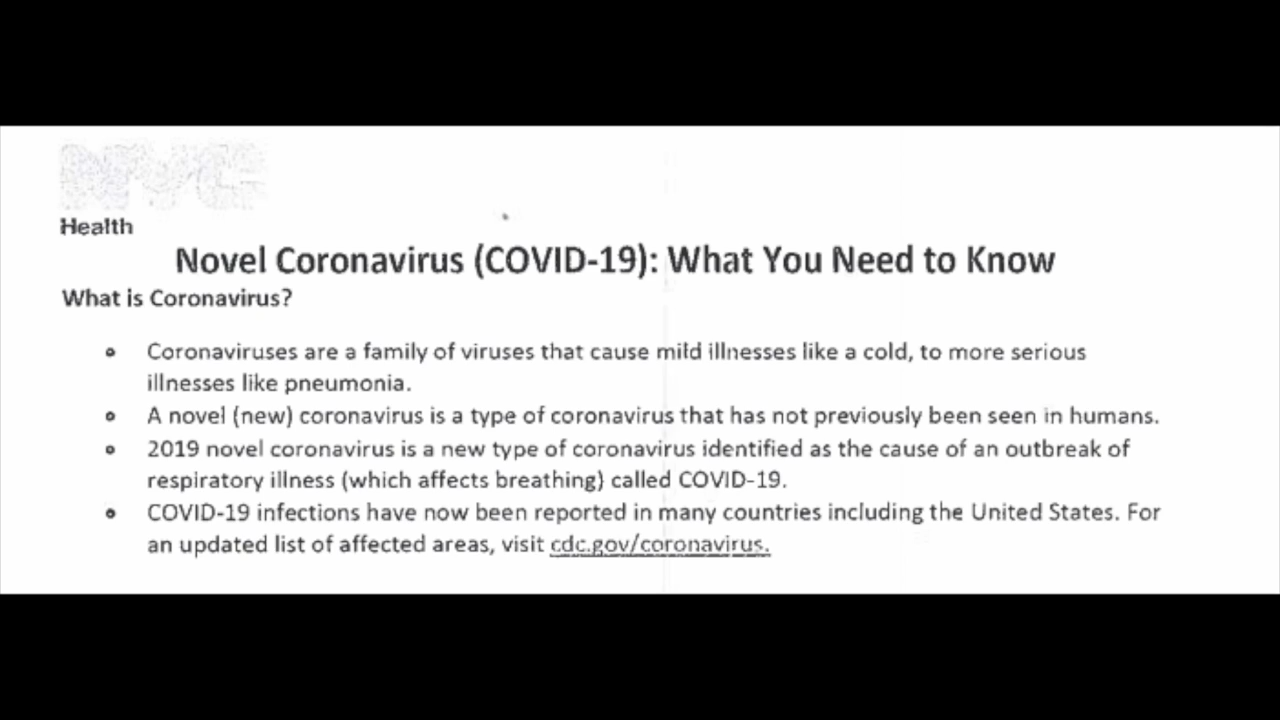 NYC
Health
Novel Coronavirus (COVID-19): What You Need to Know
What is Coronavirus?
• Coronaviruses are a family of viruses that cause mild illnesses like a cold, to more serious
illnesses like pneumonia.
• A novel (new) coronavirus is a type of coronavirus that has not previously been seen in humans.
• 2019 novel coronavirus is a new type of coronavirus identified as the cause of an outbreak of
respiratory illness (which affects breathing) called COVID-19.
• COVID-19 infections have now been reported in many countries including the United States. For
an updated list of affected areas, visit cdc.gov/coronavirus.